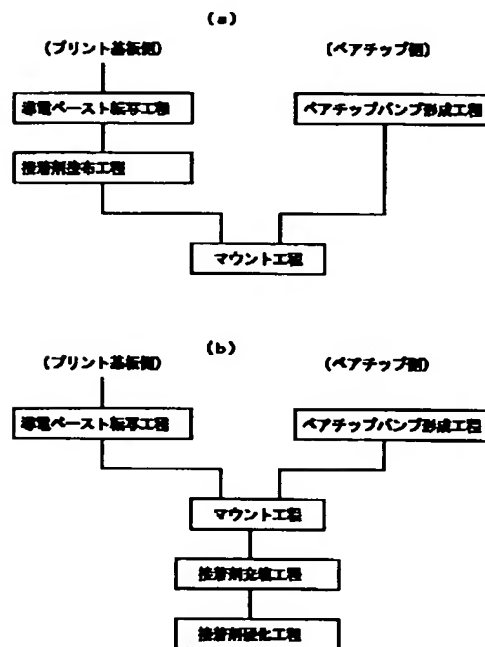 (a)
(プリント基板側)
(ベアチップ側)
導電ペースト転写工程
ベアチップバンプ形成工程
接着剤塗布工程
マウント工程
(b)
(プリント基板側)
(ベアチップ側)
導電ペースト転写工程
ベアチップバンプ形成工程
マウント工程
接着剤充填工程
接着剤硬化工程